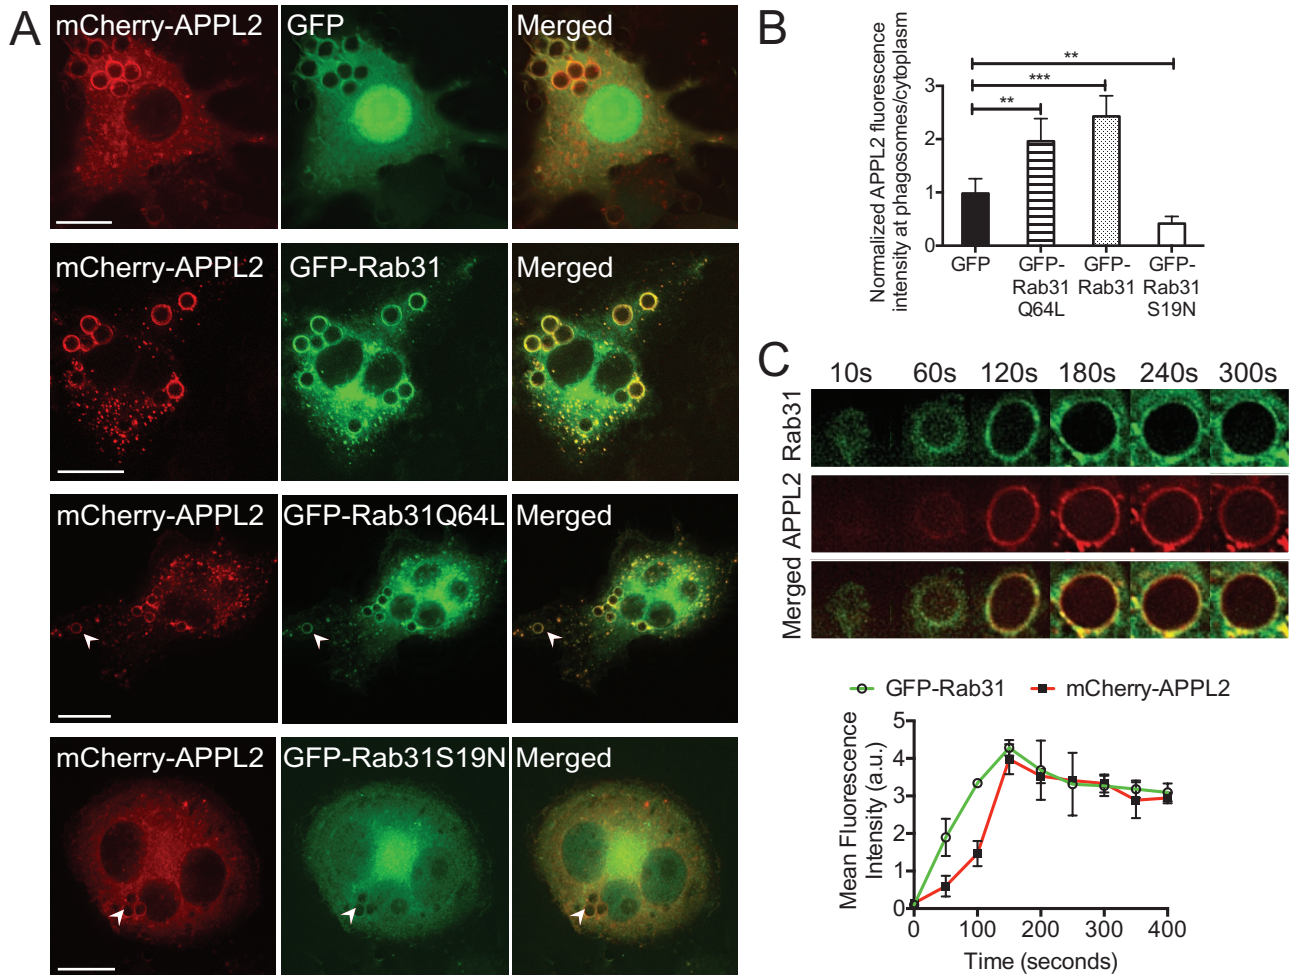 A
mCherry-APPL2
GFP
Merged
mCherry-APPL2
GFP-Rab31
Merged
mCherry-APPL2
GFP-Rab31Q64L
Merged
mCherry-APPL2
GFP-Rab31S19N
Merged
B
Normalized APPL2 fluorescence
intensity at phagosomes/cytoplasm
3
2
1
0
**
***
**
GFP
GFP-
Rab31
Q64L
GFP-
Rab31
GFP-
Rab31
S19N
C
10s 60s 120s 180s 240s 300s
Rab31
APPL2
Merged
GFP-Rab31 mCherry-APPL2
Mean Fluorescence
Intensity (a.u.)
5
4
3
2
1
0
0 100 200 300 400
Time (seconds)